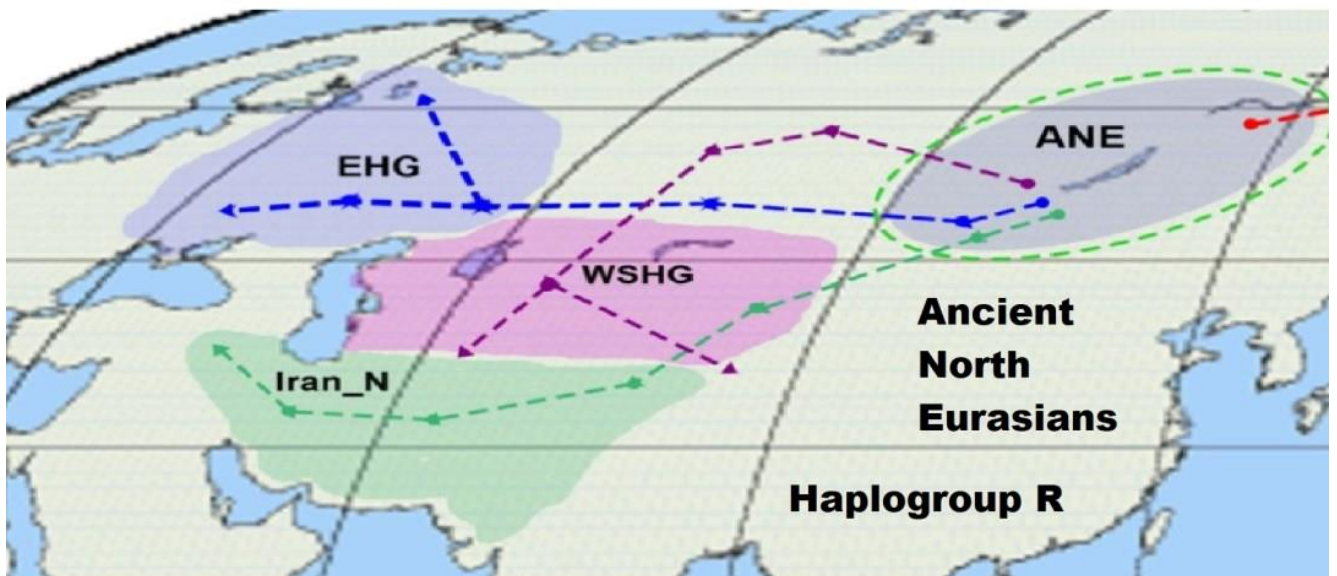 ANE
EHG
WSHG
Iran_N
Ancient
North
Eurasians
Haplogroup R